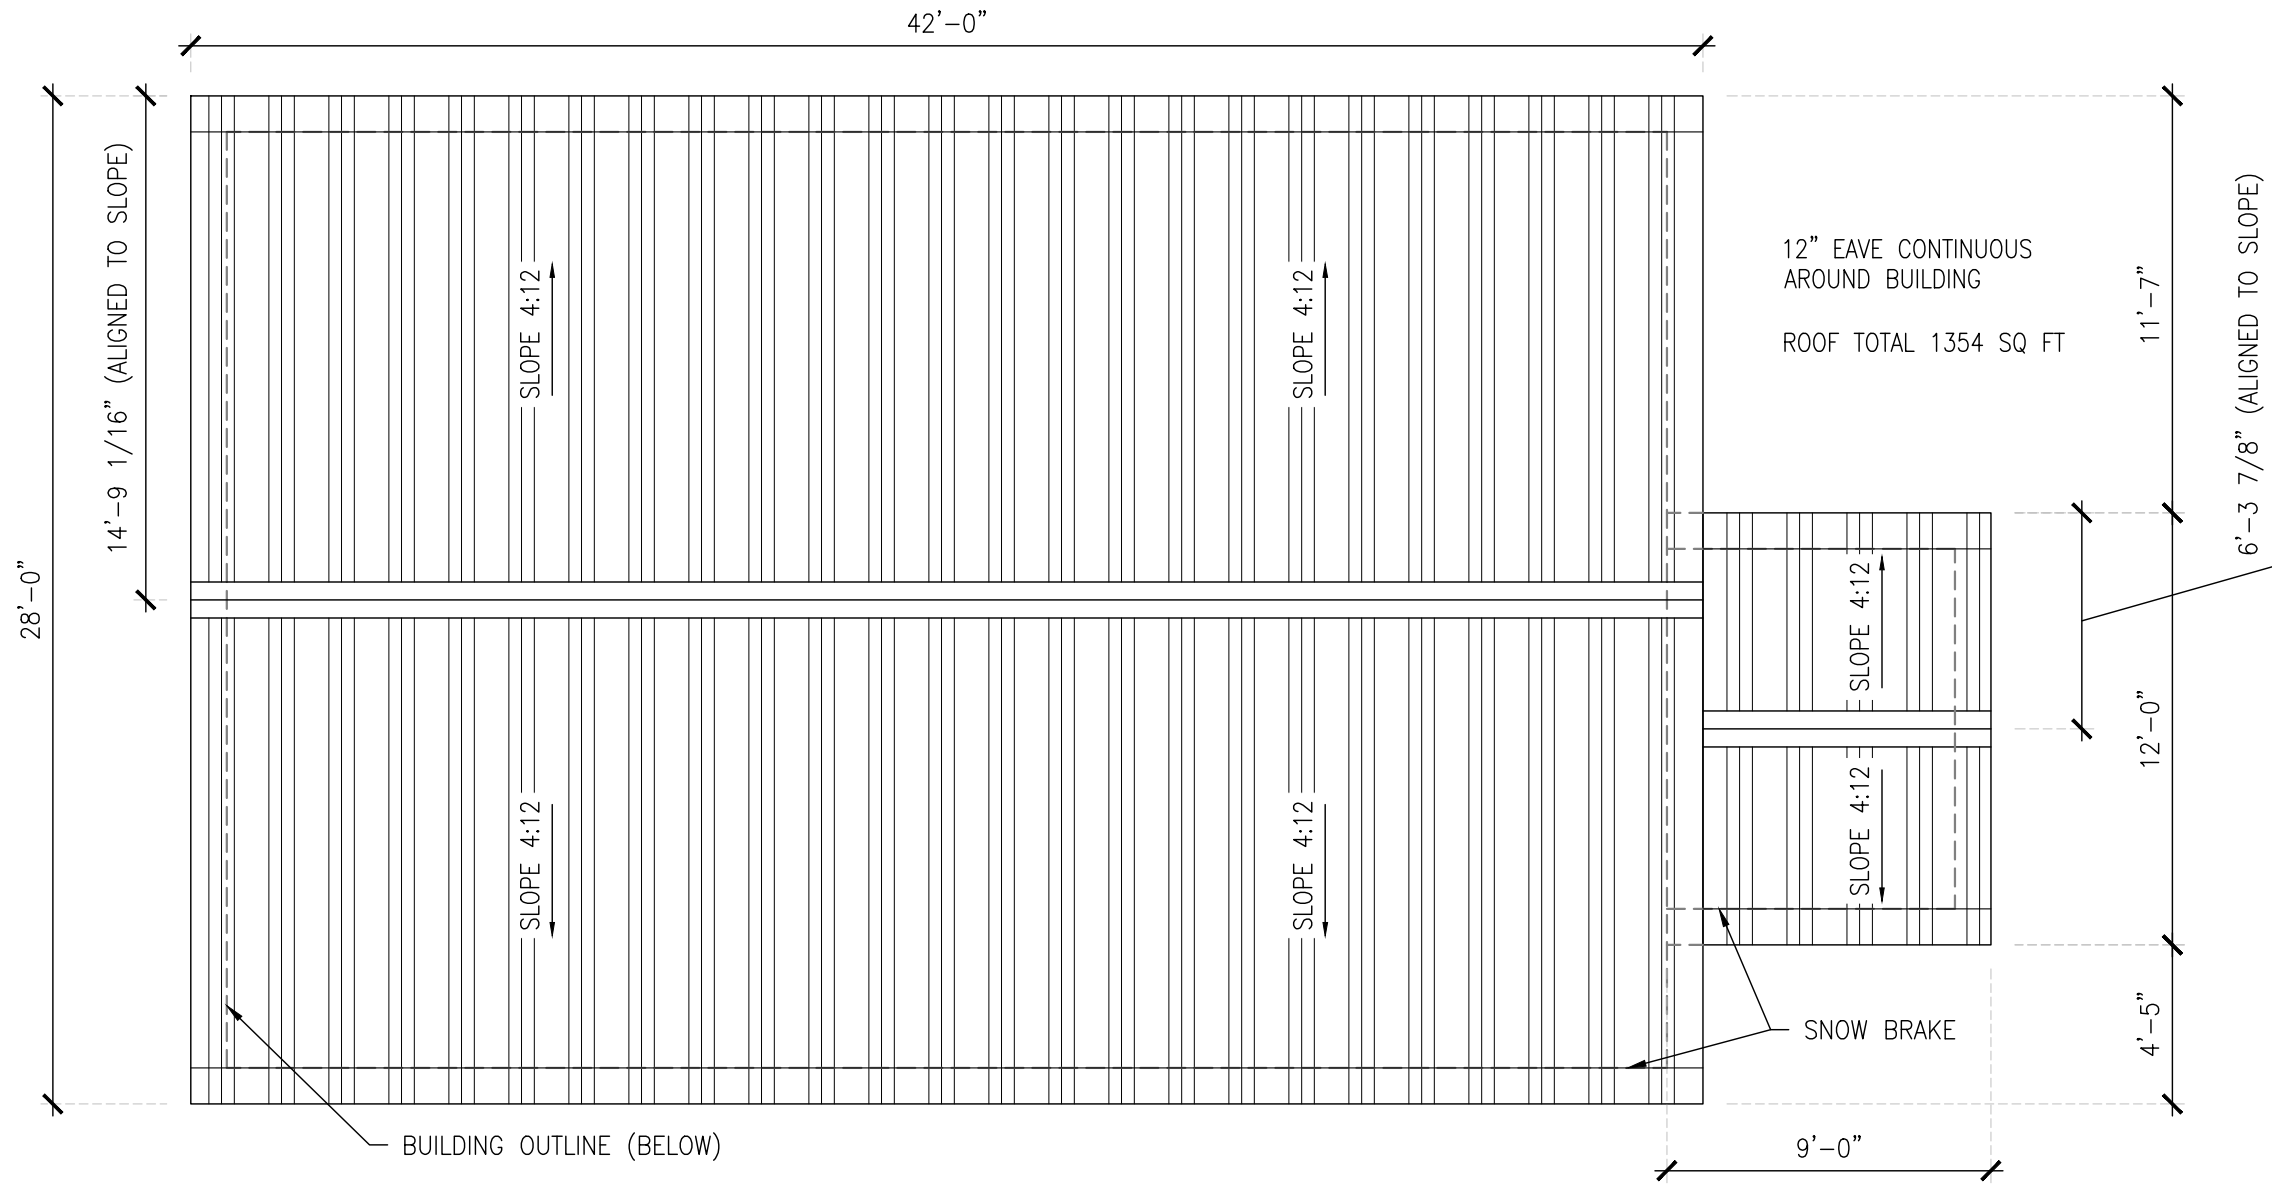 42'-0"
28'-0"
14'-9 1/16" (ALIGNED TO SLOPE)
SLOPE 4:12
SLOPE 4:12
12" EAVE CONTINUOUS
AROUND BUILDING
ROOF TOTAL 1354 SQ FT
11'-7"
6'-3 7/8" (ALIGNED TO SLOPE)
SLOPE 4:12
SLOPE 4:12
12'-0"
SLOPE 4:12
SLOPE 4:12
SNOW BRAKE
4'-5"
BUILDING OUTLINE (BELOW)
9'-0"